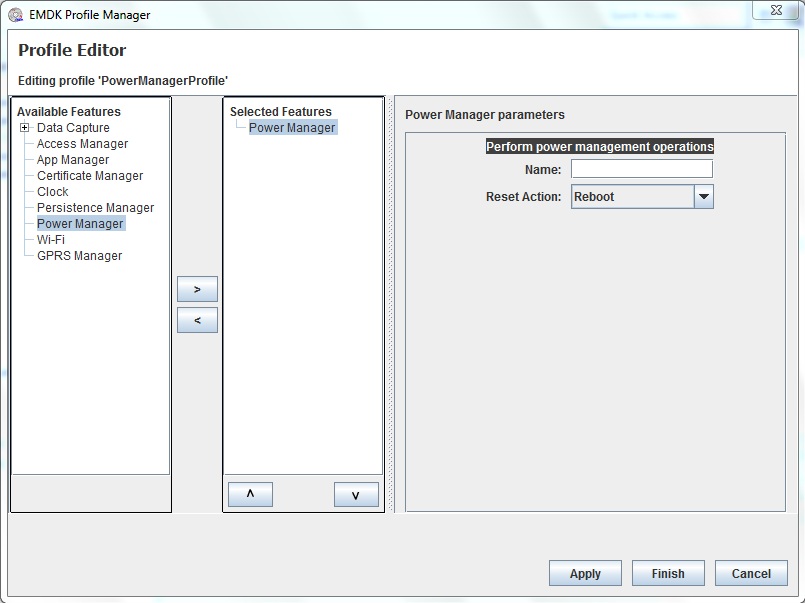 EMDK Profile Manager
Profile Editor
Editing profile 'PowerManagerProfile'
Available Features
Data Capture
Access Manager
App Manager
Certificate Manager
Clock
Persistence Manager
Power Manager
Wi-Fi
GPRS Manager
>
<
Selected Features
Power Manager
^
v
Power Manager parameters
Perform power management operations
Name:
Reset Action: Reboot
Apply Finish Cancel